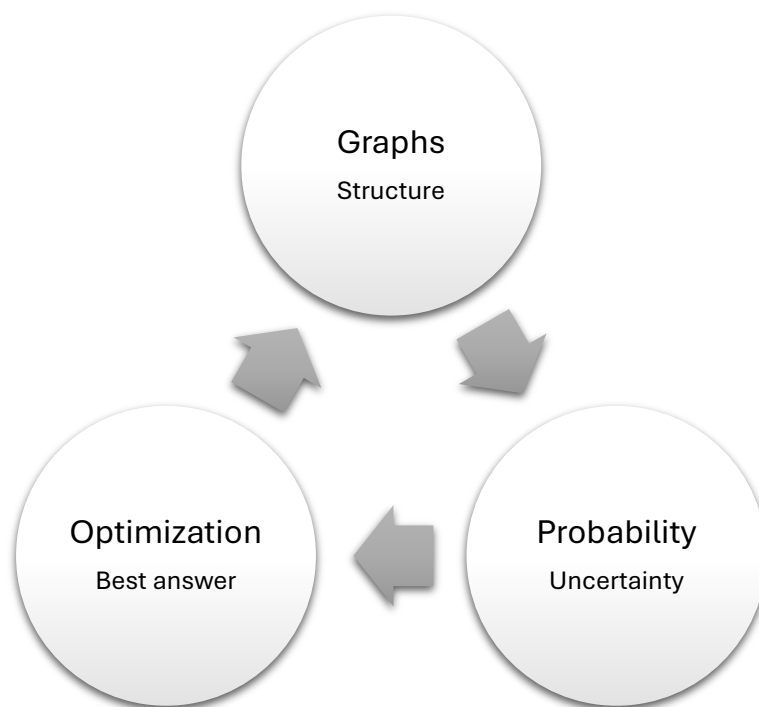 Graphs
Structure
Optimization
Best answer
Probability
Uncertainty